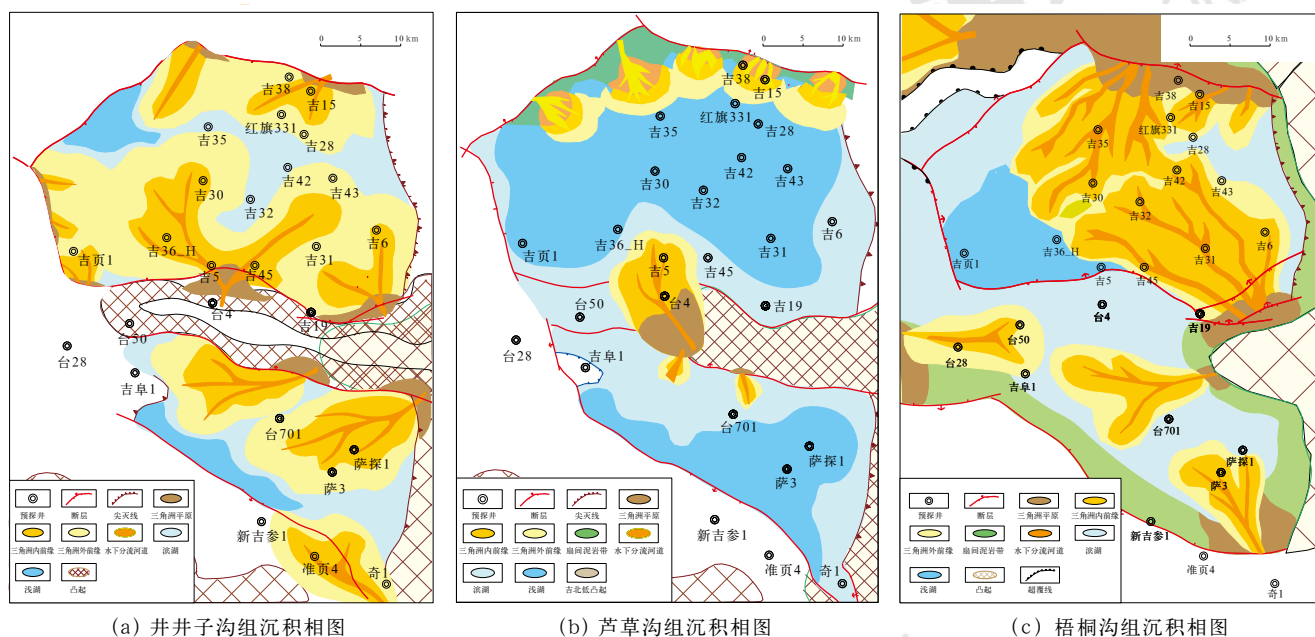 0 5 10 km
吉38
吉15
红旗331
吉35
吉28
吉42
吉43
吉30
吉32
吉6
吉36_H
吉31
吉页1
吉5
吉45
台4
吉19
台50
台28
吉阜1
台701
萨探1
萨3
新吉参1
准页4
奇1
预探井 断层 尖灭线 三角洲平原
三角洲内前缘 三角洲外前缘 水下分流河道 滨湖
浅湖 凸起
(a) 井井子沟组沉积相图
0 5 10 km
吉38
吉15
红旗331
吉35
吉28
吉42
吉43
吉30
吉32
吉6
吉36_H
吉31
吉页1
吉5
吉45
台4
吉19
台50
台28
吉阜1
台701
萨探1
萨3
新吉参1
准页4
奇1
预探井 断层 尖灭线 三角洲平原
三角洲内前缘 三角洲外前缘 扇间泥岩带 水下分流河道
滨湖 浅湖 吉北低凸起
(b) 芦草沟组沉积相图
0 5 10 km
吉38
吉15
红旗331
吉35
吉28
吉42
吉43
吉30
吉32
吉6
吉36_H
吉31
吉页1
吉5
吉45
台4
吉19
台50
台28
吉阜1
台701
萨探1
萨3
新吉参1
准页4
奇1
预探井 断层 三角洲平原 三角洲内前缘
三角洲外前缘 扇间泥岩带 水下分流河道 滨湖
浅湖 凸起 超覆线
(c) 梧桐沟组沉积相图